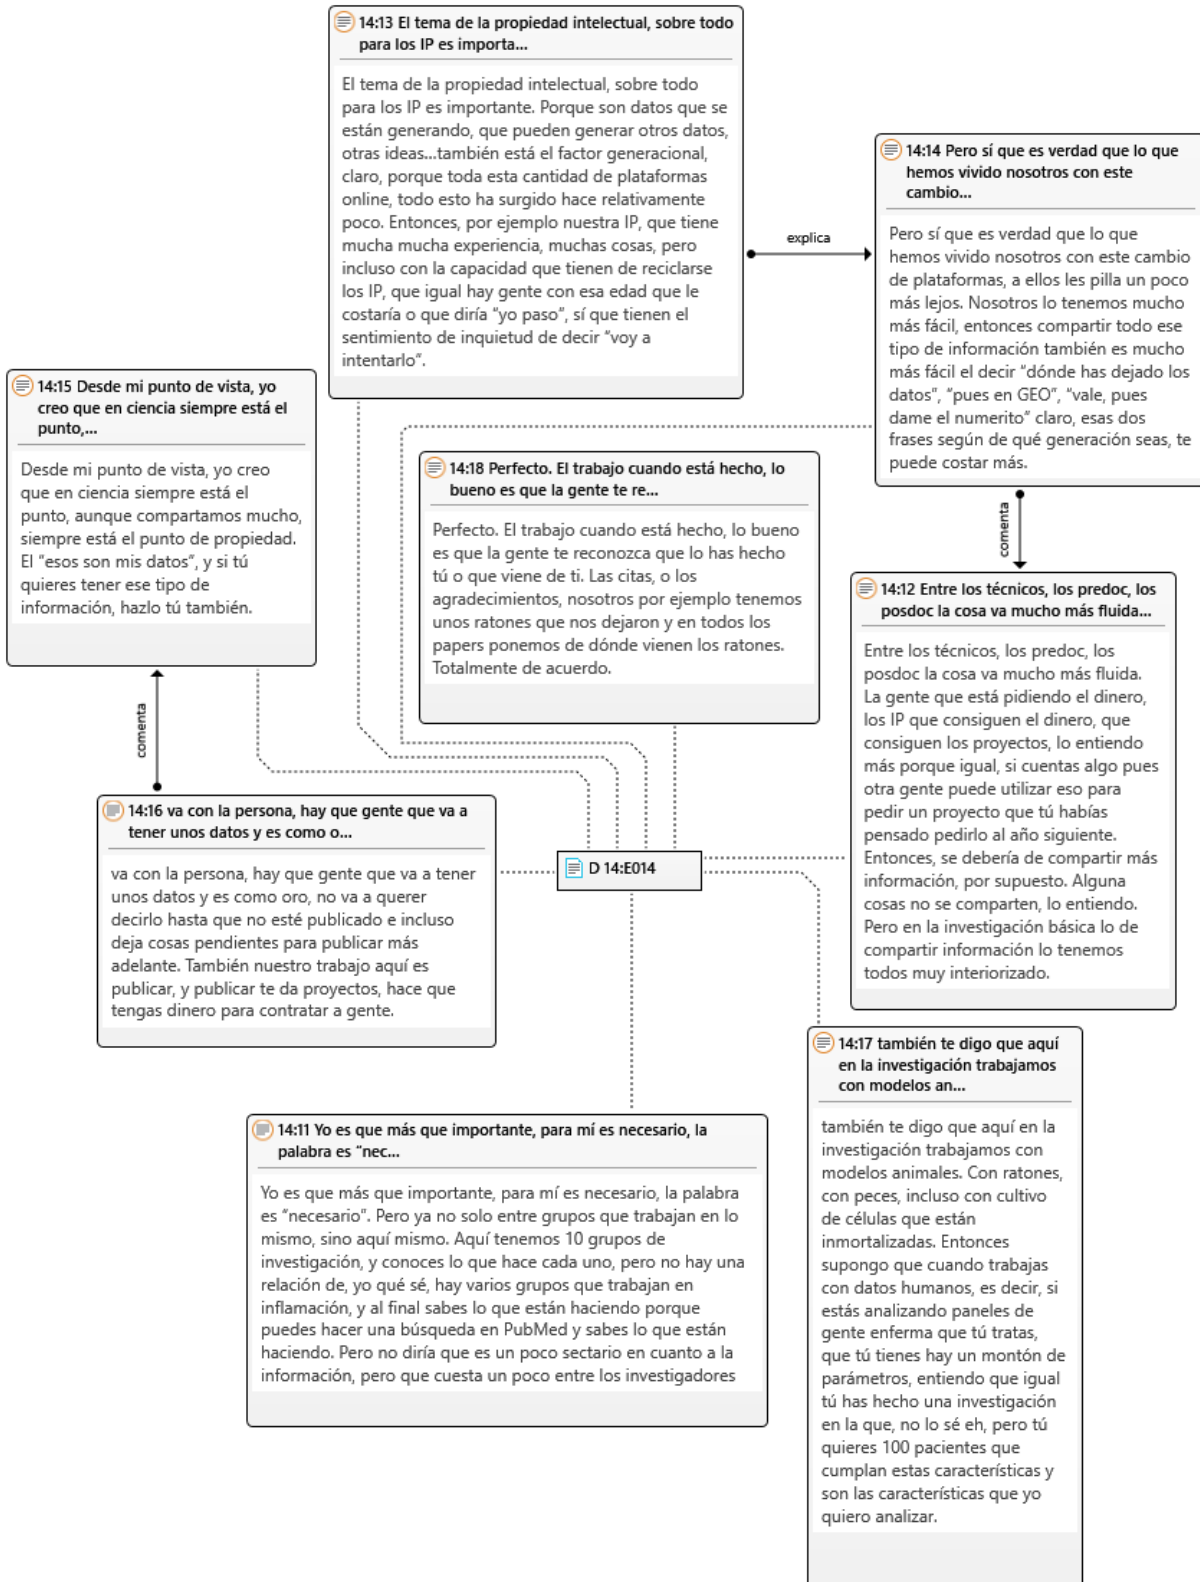 14:13 El tema de la propiedad intelectual, sobre todo
para los IP es importa...
El tema de la propiedad intelectual, sobre todo
para los IP es importante. Porque son datos que se
están generando, que pueden generar otros datos,
otras ideas...también está el factor generacional,
claro, porque toda esta cantidad de plataformas
online, todo esto ha surgido hace relativamente
poco. Entonces, por ejemplo nuestra IP, que tiene
mucha mucha experiencia, muchas cosas, pero
incluso con la capacidad que tienen de reciclarse
los IP, que igual hay gente con esa edad que le
costaría o que diría “yo paso”, sí que tienen el
sentimiento de inquietud de decir “voy a
intentarlo”.
explica
14:14 Pero sí que es verdad que lo que
hemos vivido nosotros con este
cambio...
Pero sí que es verdad que lo que
hemos vivido nosotros con este cambio
de plataformas, a ellos les pilla un poco
más lejos. Nosotros lo tenemos mucho
más fácil, entonces compartir todo ese
tipo de información también es mucho
más fácil el decir “dónde has dejado los
datos”, “pues en GEO”, “vale, pues
dame el numerito” claro, esas dos
frases según de qué generación seas, te
puede costar más.
14:15 Desde mi punto de vista, yo
creo que en ciencia siempre está el
punto,...
Desde mi punto de vista, yo creo
que en ciencia siempre está el
punto, aunque compartamos mucho,
siempre está el punto de propiedad.
El “esos son mis datos”, y si tú
quieres tener ese tipo de
información, hazlo tú también.
14:18 Perfecto. El trabajo cuando está hecho, lo
bueno es que la gente te re...
Perfecto. El trabajo cuando está hecho, lo bueno
es que la gente te reconozca que lo has hecho
tú o que viene de ti. Las citas, o los
agradecimientos, nosotros por ejemplo tenemos
unos ratones que nos dejaron y en todos los
papers ponemos de dónde vienen los ratones.
Totalmente de acuerdo.
comenta
14:12 Entre los técnicos, los predoc, los
posdoc la cosa va mucho más fluida...
Entre los técnicos, los predoc, los
posdoc la cosa va mucho más fluida.
La gente que está pidiendo el dinero,
los IP que consiguen el dinero, que
consiguen los proyectos, lo entiendo
más porque igual, si cuentas algo pues
otra gente puede utilizar eso para
pedir un proyecto que tú habías
pensado pedirlo al año siguiente.
Entonces, se debería de compartir más
información, por supuesto. Alguna
cosas no se comparten, lo entiendo.
Pero en la investigación básica lo de
compartir información lo tenemos
todos muy interiorizado.
comenta
14:16 va con la persona, hay que gente que va a
tener unos datos y es como o...
va con la persona, hay que gente que va a tener
unos datos y es como oro, no va a querer
decirlo hasta que no esté publicado e incluso
deja cosas pendientes para publicar más
adelante. También nuestro trabajo aquí es
publicar, y publicar te da proyectos, hace que
tengas dinero para contratar a gente.
D 14:E014
14:17 también te digo que aquí
en la investigación trabajamos
con modelos an...
también te digo que aquí en la
investigación trabajamos con
modelos animales. Con ratones,
con peces, incluso con cultivo
de células que están
inmortalizadas. Entonces
supongo que cuando trabajas
con datos humanos, es decir, si
estás analizando paneles de
gente enferma que tú tratas,
que tú tienes hay un montón de
parámetros, entiendo que igual
tú has hecho una investigación
en la que, no lo sé eh, pero tú
quieres 100 pacientes que
cumplan estas características y
son las características que yo
quiero analizar.
14:11 Yo es que más que importante, para mí es necesario, la
palabra es “nec...
Yo es que más que importante, para mí es necesario, la palabra
es “necesario”. Pero ya no solo entre grupos que trabajan en lo
mismo, sino aquí mismo. Aquí tenemos 10 grupos de
investigación, y conoces lo que hace cada uno, pero no hay una
relación de, yo qué sé, hay varios grupos que trabajan en
inflamación, y al final sabes lo que están haciendo porque
puedes hacer una búsqueda en PubMed y sabes lo que están
haciendo. Pero no diría que es un poco sectario en cuanto a la
información, pero que cuesta un poco entre los investigadores